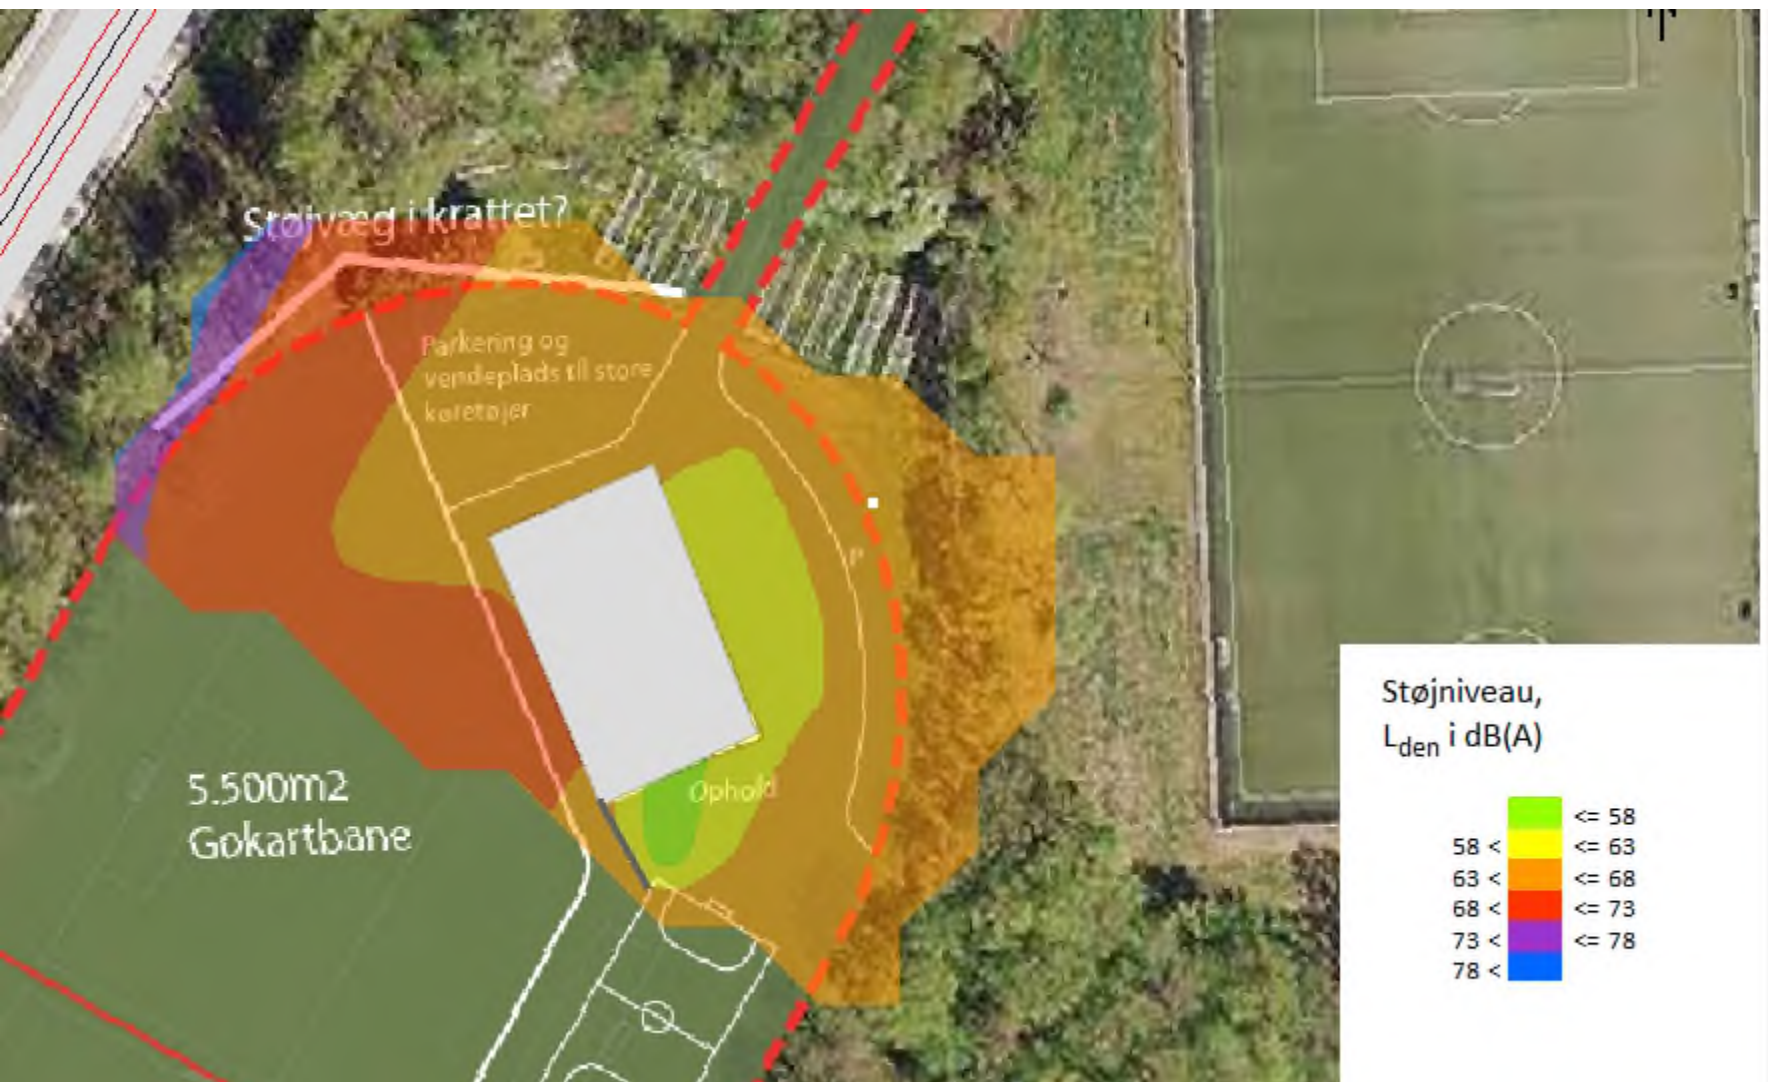 Støjvæg i krattet?
Parkering og
vendeplads til store
køretøjer
P
Ophold
5.500m2
Gokartbane
Støjniveau,
Lden i dB(A)
<= 58
58 < <= 63
63 < <= 68
68 < <= 73
73 < <= 78
78 <